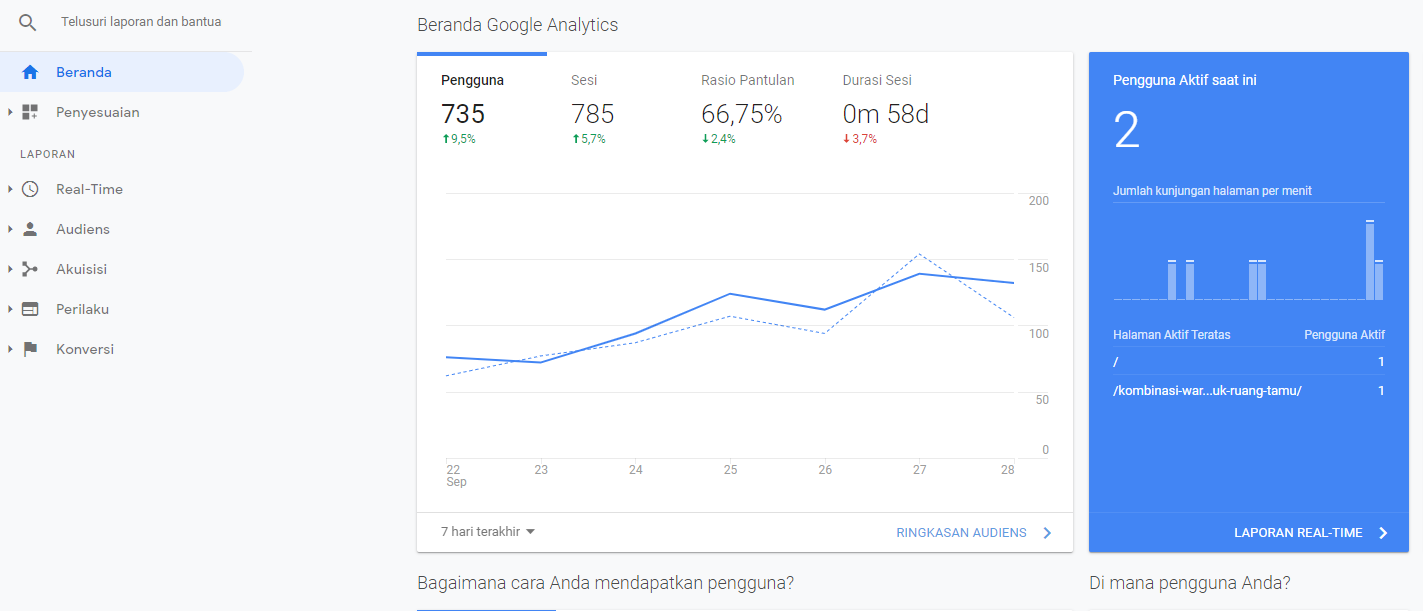 Telusuri laporan dan bantua
Beranda
Penyesuaian
LAPORAN
Real-Time
Audiens
Akuisisi
Perilaku
Konversi
Beranda Google Analytics
Pengguna
735
9,5%
Sesi
785
5,7%
Rasio Pantulan
66,75%
2,4%
Durasi Sesi
0m 58d
3,7%
200
150
100
50
0
22
Sep
23
24
25
26
27
28
7 hari terakhir
RINGKASAN AUDIENS
Pengguna Aktif saat ini
2
Jumlah kunjungan halaman per menit
Halaman Aktif Teratas Pengguna Aktif
/ 1
/kombinasi-war...uk-ruang-tamu/ 1
LAPORAN REAL-TIME
Bagaimana cara Anda mendapatkan pengguna?
Di mana pengguna Anda?